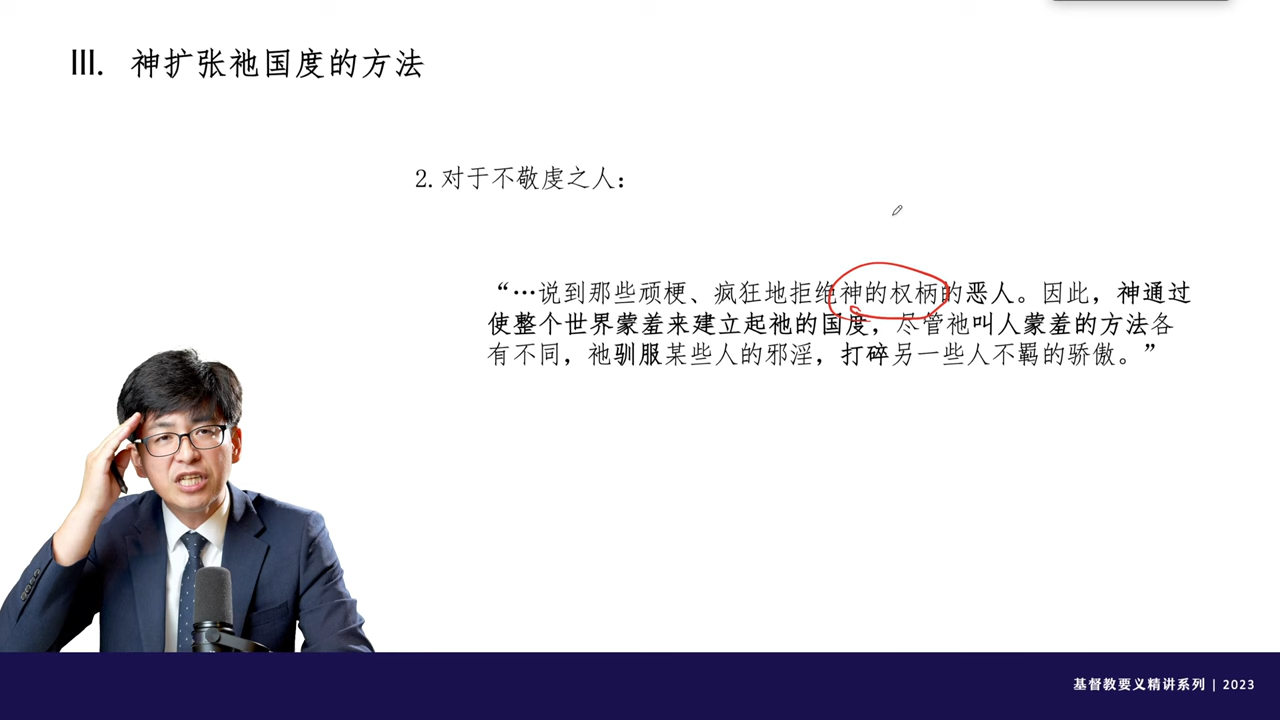 III. 神扩张祂国度的方法
2.对于不敬虔之人：
“…说到那些顽梗、疯狂地拒绝神的权柄的恶人。因此，神通过
使整个世界蒙羞来建立起祂的国度，尽管祂叫人蒙羞的方法各
有不同，祂驯服某些人的邪淫，打碎另一些人不羁的骄傲。”
基督教要义精讲系列 | 2023